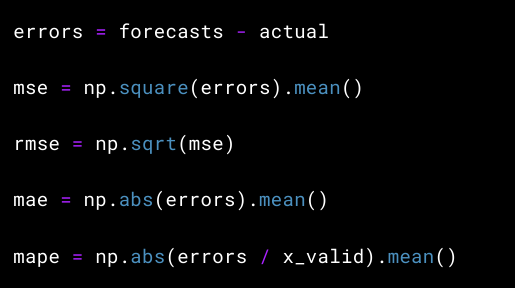 errors = forecasts - actual
mse = np.square(errors).mean()
rmse = np.sqrt(mse)
mae = np.abs(errors).mean()
mape = np.abs(errors / x_valid).mean()